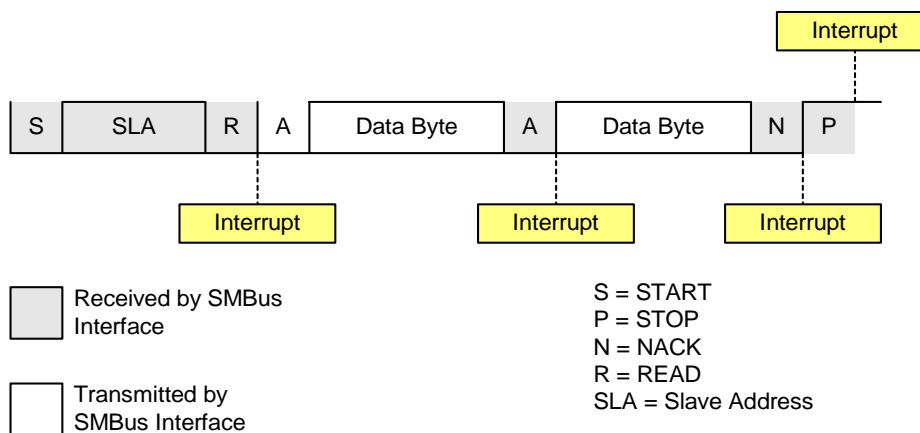 Interrupt
S SLA R A Data Byte A Data Byte N P
Interrupt Interrupt Interrupt
Received by SMBus
Interface
Transmitted by
SMBus Interface
S = START
P = STOP
N = NACK
R = READ
SLA = Slave Address